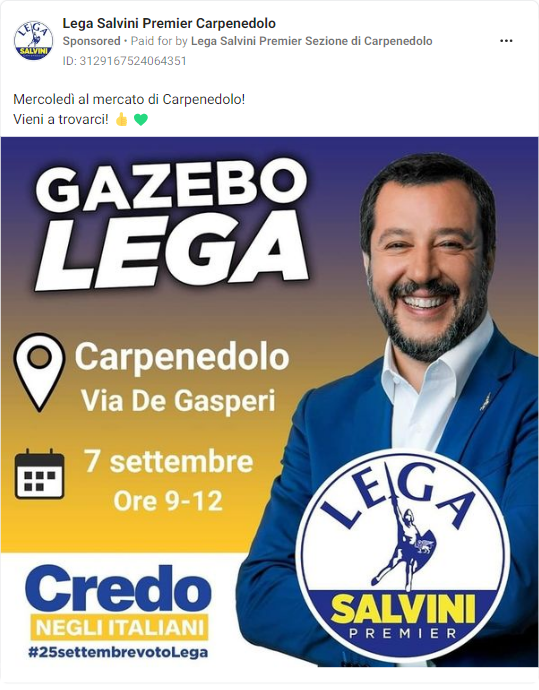 Lega Salvini Premier Carpenedolo
Sponsored • Paid for by Lega Salvini Premier Sezione di Carpenedolo
ID: 3129167524064351
Mercoledì al mercato di Carpenedolo!
Vieni a trovarci! 👍 💚
GAZEBO
LEGA
Carpenedolo
Via De Gasperi
7 settembre
Ore 9-12
Credo
NEGLI ITALIANI
#25settembrevotoLega
LEGA
SALVINI
PREMIER